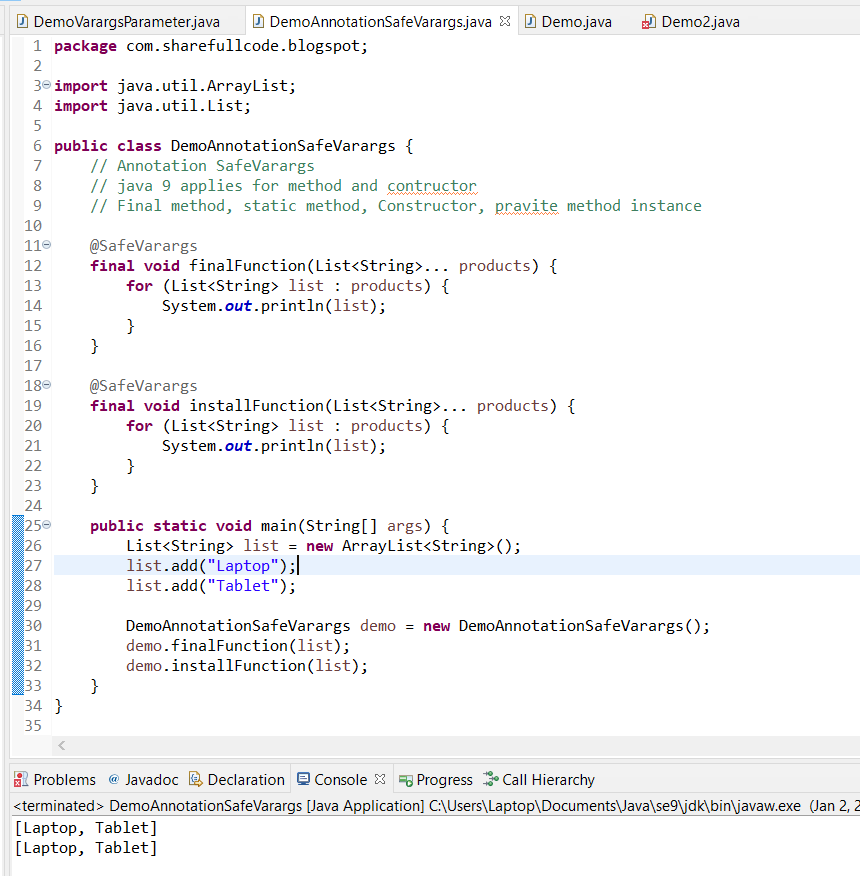 DemoVarargsParameter.java DemoAnnotationSafeVarargs.java Demo.java Demo2.java
1 package com.sharefullcode.blogspot;
2
3 import java.util.ArrayList;
4 import java.util.List;
5
6 public class DemoAnnotationSafeVarargs {
7     // Annotation SafeVarargs
8     // java 9 applies for method and contructor
9     // Final method, static method, Constructor, pravite method instance
10
11     @SafeVarargs
12     final void finalFunction(List<String>... products) {
13         for (List<String> list : products) {
14             System.out.println(list);
15         }
16     }
17
18     @SafeVarargs
19     final void installFunction(List<String>... products) {
20         for (List<String> list : products) {
21             System.out.println(list);
22         }
23     }
24
25     public static void main(String[] args) {
26         List<String> list = new ArrayList<String>();
27         list.add("Laptop");
28         list.add("Tablet");
29
30         DemoAnnotationSafeVarargs demo = new DemoAnnotationSafeVarargs();
31         demo.finalFunction(list);
32         demo.installFunction(list);
33     }
34 }
35
Problems @ Javadoc Declaration Console Progress Call Hierarchy
<terminated> DemoAnnotationSafeVarargs [Java Application] C:\Users\Laptop\Documents\Java\se9\jdk\bin\javaw.exe (Jan 2, 2
[Laptop, Tablet]
[Laptop, Tablet]